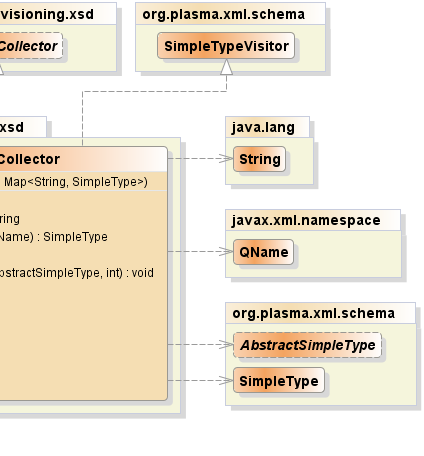 visioning.xsd
org.plasma.xml.schema
Collector
SimpleTypeVisitor
xsd
java.lang
Collector
String
Map<String, SimpleType>)
ring
Name) : SimpleType
javax.xml.namespace
QName
bstractSimpleType, int) : void
org.plasma.xml.schema
AbstractSimpleType
SimpleType